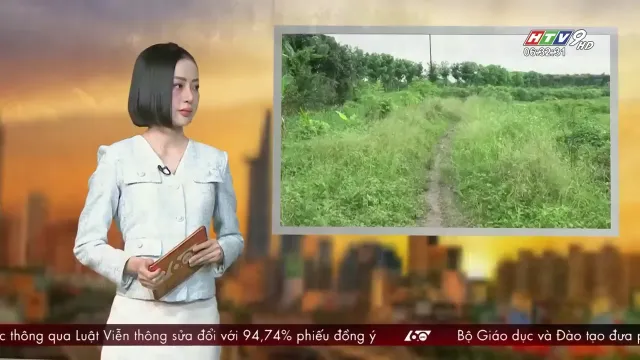 HTV9 HD
06:32:31
c thông qua Luật Viễn thông sửa đổi với 94,74% phiếu đồng ý
Bộ Giáo dục và Đào tạo đưa